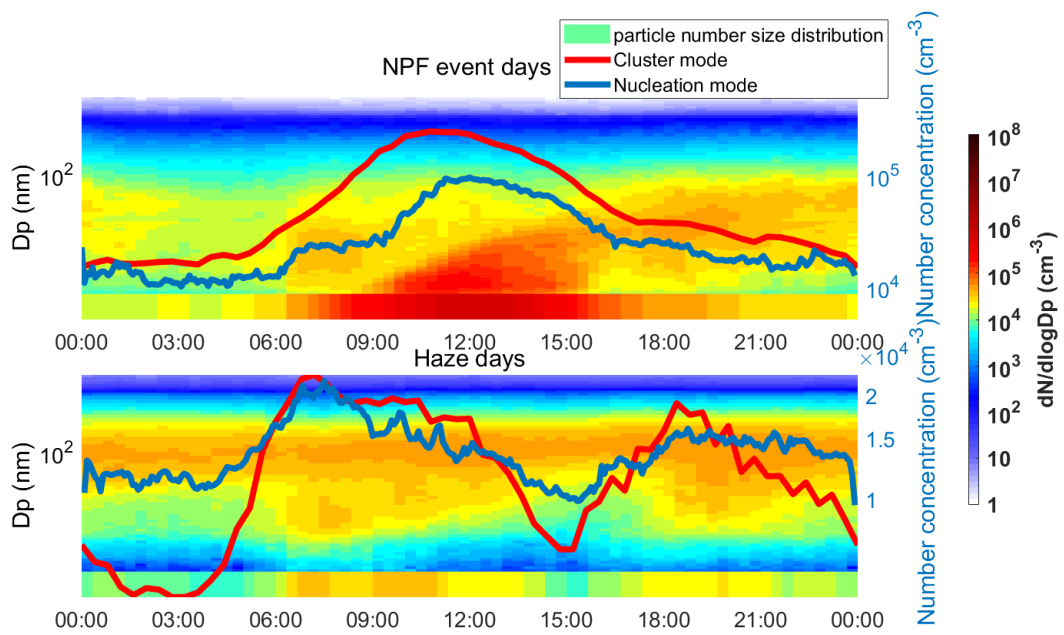 particle number size distribution
Cluster mode
Nucleation mode
NPF event days
Dp (nm)
10²
10⁵
10⁴
Number concentration (cm⁻³)
00:00 03:00 06:00 09:00 12:00 15:00 18:00 21:00 00:00
Haze days
×10⁴
Dp (nm)
10²
2
1.5
1
Number concentration (cm⁻³)
00:00 03:00 06:00 09:00 12:00 15:00 18:00 21:00 00:00
10⁸
10⁷
10⁶
10⁵
10⁴
10³
10²
10
1
dN/dlogDp (cm⁻³)